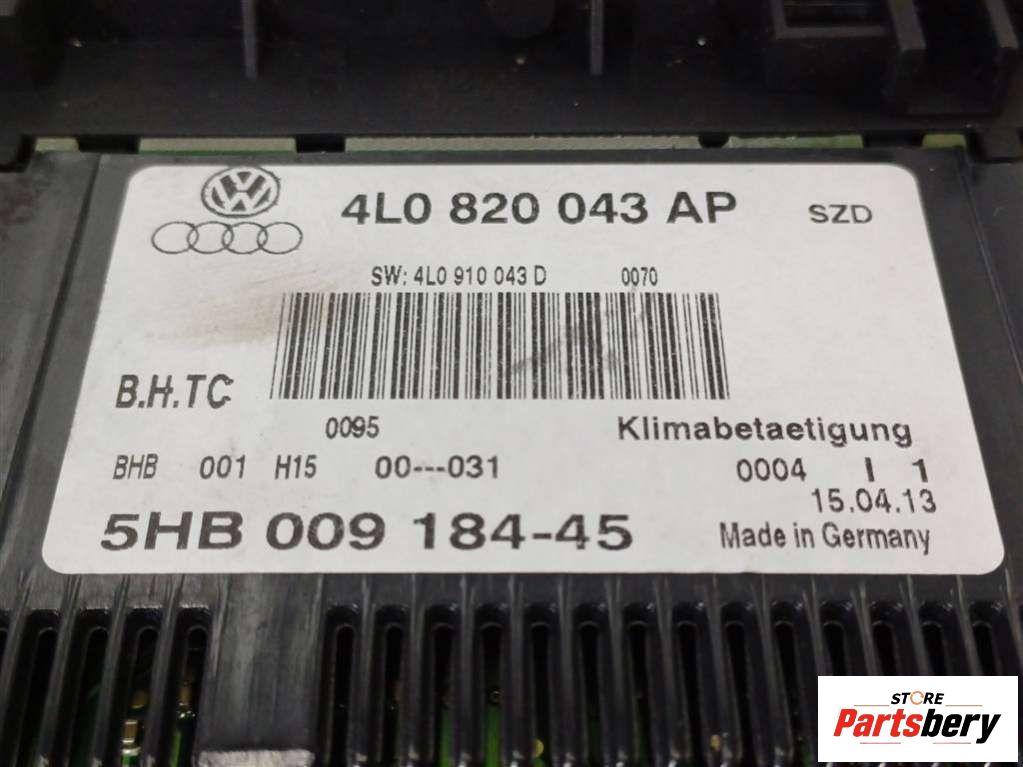 4L0 820 043 AP SZD
SW: 4L0 910 043 D 0070
B.H.TC
0095 Klimabetaetigung
BHB 001 H15 00---031 0004 I 1
15.04.13
5HB 009 184-45 Made in Germany
STORE
Partsbery